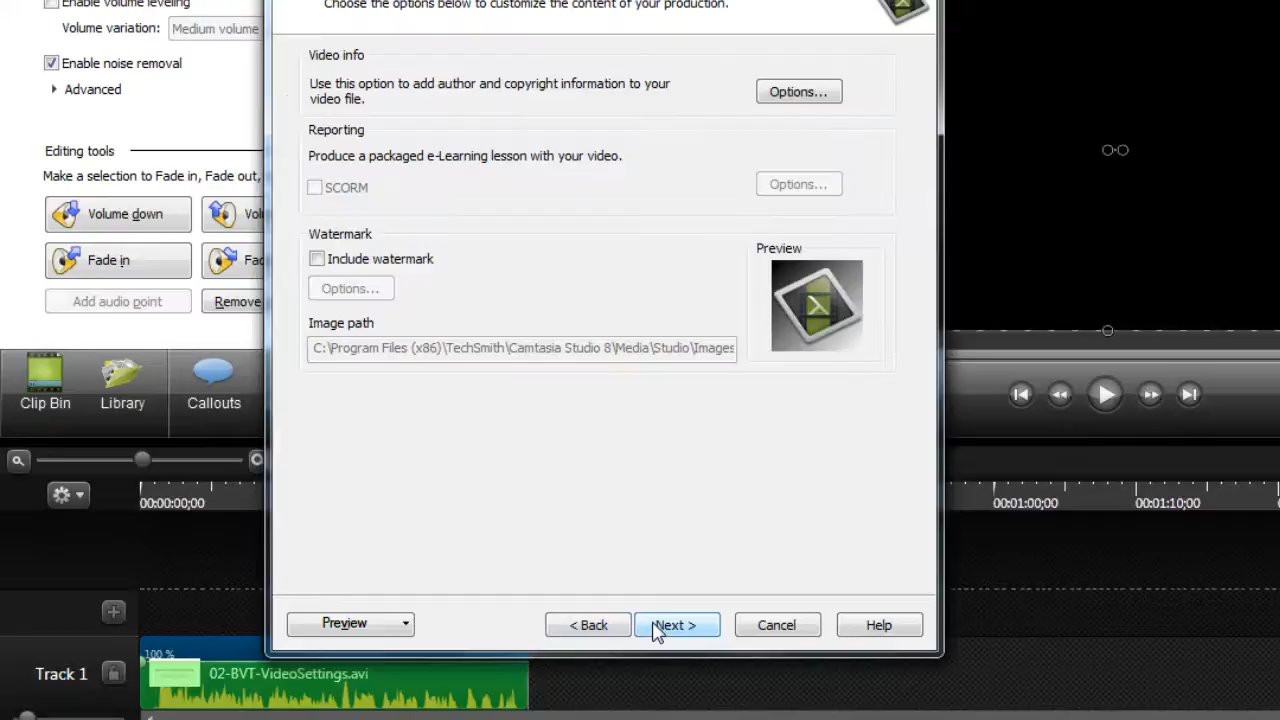 Enable volume leveling
Volume variation: Medium volume
Enable noise removal
Advanced
Editing tools
Make a selection to Fade in, Fade out,
Volume down
Fade in
Add audio point
Remove
Clip Bin
Library
Callouts
Choose the options below to customize the content of your production.
Video info
Use this option to add author and copyright information to your
video file.
Options...
Reporting
Produce a packaged e-Learning lesson with your video.
SCORM
Options...
Watermark
Include watermark
Options...
Preview
Image path
C:\Program Files (x86)\TechSmith\Camtasia Studio 8\Media\Studio\Images
Preview
< Back
Next >
Cancel
Help
00:00:00;00
00:01:00;00
00:01:10;00
Track 1
100 %
02-BVT-VideoSettings.avi